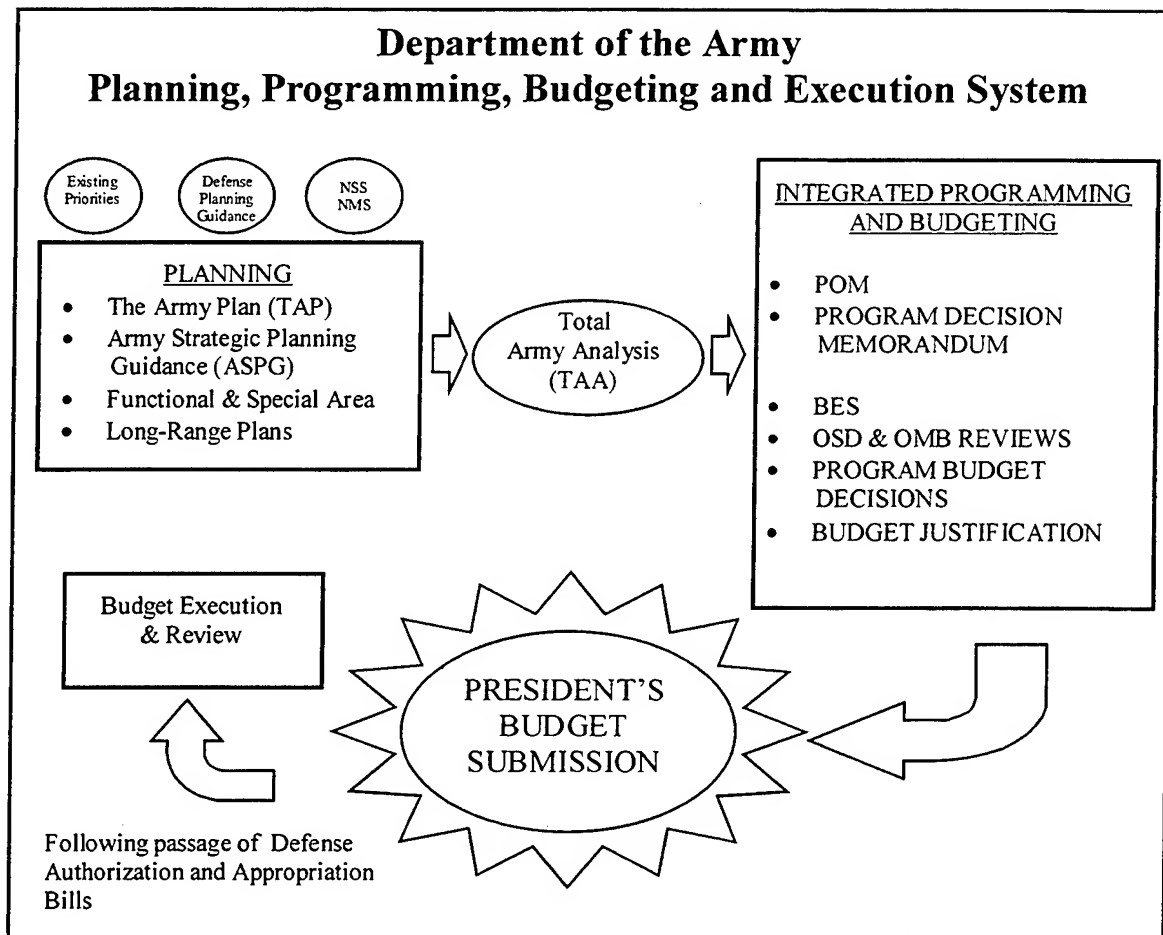 Department of the Army
Planning, Programming, Budgeting and Execution System
Existing
Priorities
Defense
Planning
Guidance
NSS
NMS
PLANNING
• The Army Plan (TAP)
• Army Strategic Planning
Guidance (ASPG)
• Functional & Special Area
• Long-Range Plans
Total
Army Analysis
(TAA)
INTEGRATED PROGRAMMING
AND BUDGETING
• POM
• PROGRAM DECISION
MEMORANDUM
• BES
• OSD & OMB REVIEWS
• PROGRAM BUDGET
DECISIONS
• BUDGET JUSTIFICATION
PRESIDENT'S
BUDGET
SUBMISSION
Budget Execution
& Review
Following passage of Defense
Authorization and Appropriation
Bills